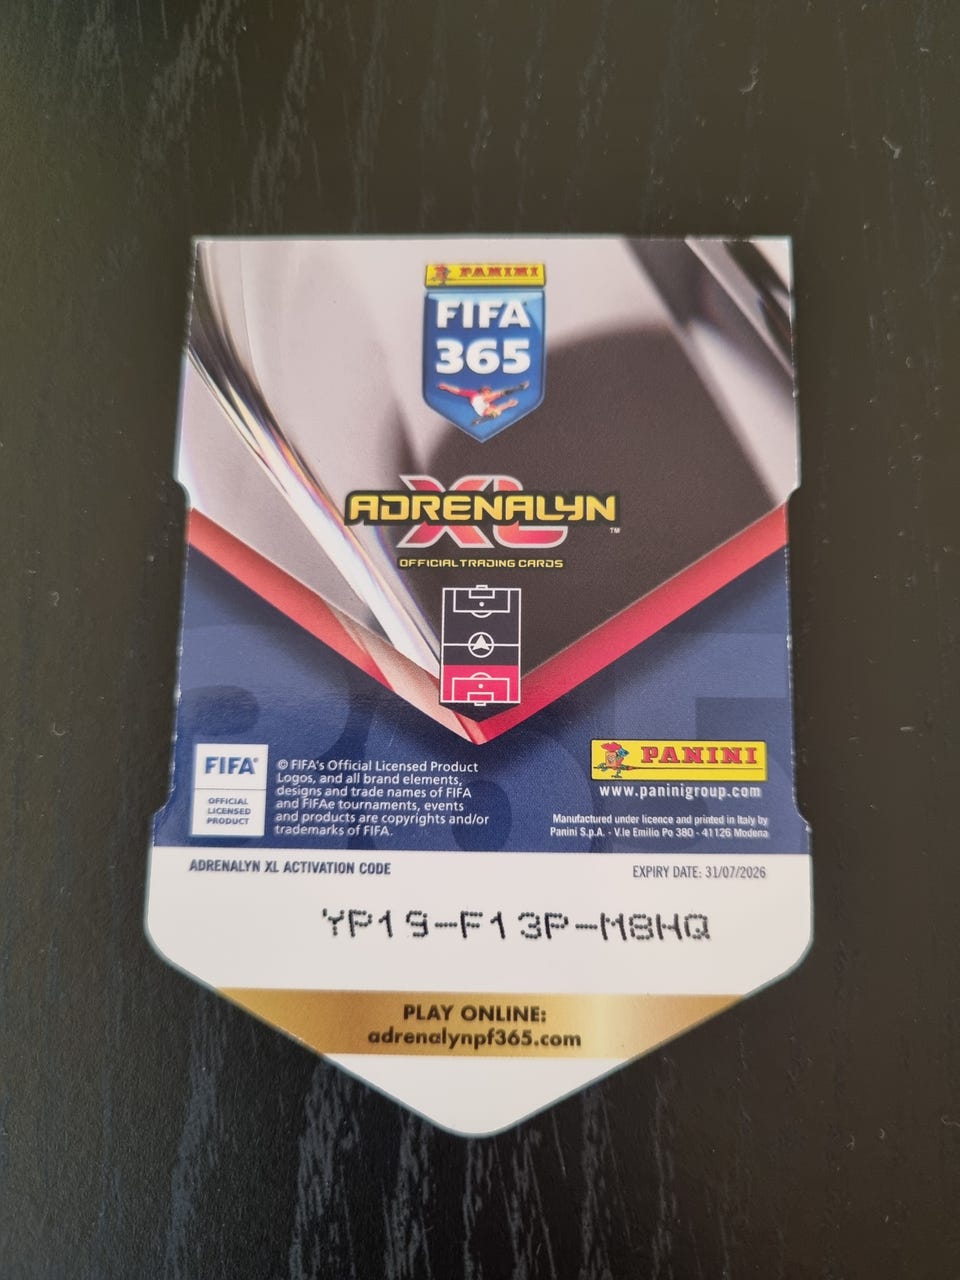 PANINI
FIFA
365
ADRENALYN
XL™
OFFICIAL TRADING CARDS
FIFA®
OFFICIAL
LICENSED
PRODUCT
© FIFA's Official Licensed Product
Logos, and all brand elements,
designs and trade names of FIFA
and FIFAe tournaments, events
and products are copyrights and/or
trademarks of FIFA.
PANINI
www.paninigroup.com
Manufactured under licence and printed in Italy by
Panini S.p.A. - V.le Emilio Po 380 - 41126 Modena
ADRENALYN XL ACTIVATION CODE
EXPIRY DATE: 31/07/2026
YP19-F13P-M8HQ
PLAY ONLINE:
adrenalynpf365.com